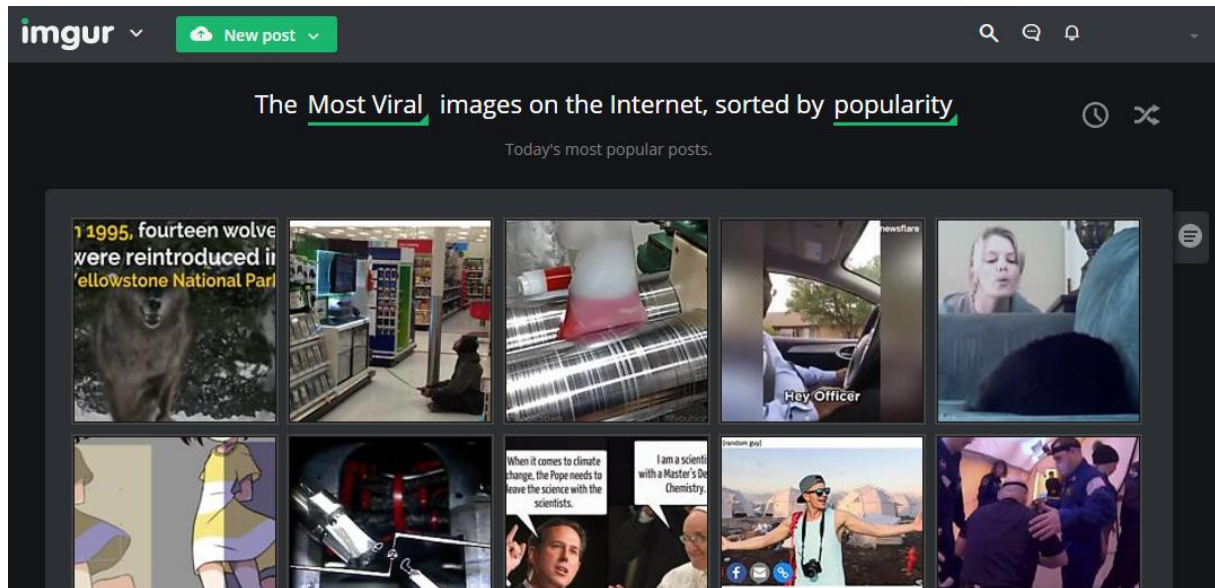 imgur
New post
The Most Viral images on the Internet, sorted by popularity
Today's most popular posts.
1995, fourteen wolve
were reintroduced i
ellowstone National Par
newsflare
Hey Officer
When it comes to climate
change, the Pope needs to
leave the science with the
scientists.
I am a scienti
with a Master's De
Chemistry.
[random guy]